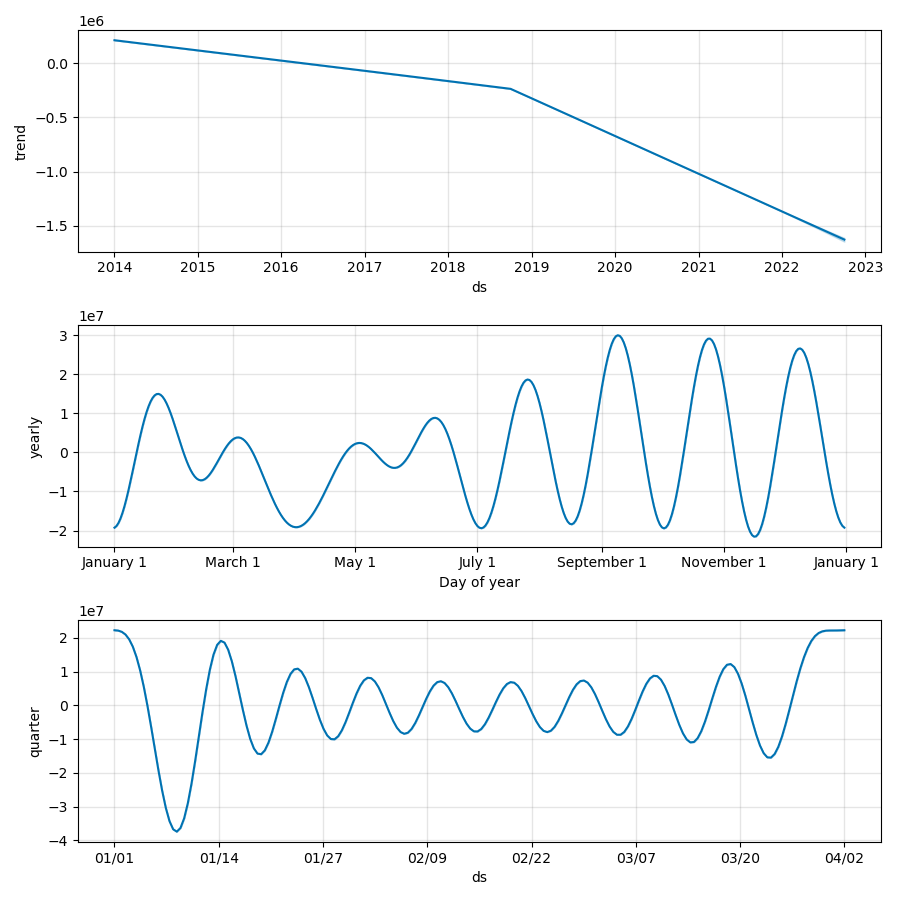 1e6
0.0
−0.5
−1.0
−1.5
trend
2014 2015 2016 2017 2018 2019 2020 2021 2022 2023
ds
1e7
3
2
1
0
−1
−2
yearly
January 1 March 1 May 1 July 1 September 1 November 1 January 1
Day of year
1e7
2
1
0
−1
−2
−3
−4
quarter
01/01 01/14 01/27 02/09 02/22 03/07 03/20 04/02
ds